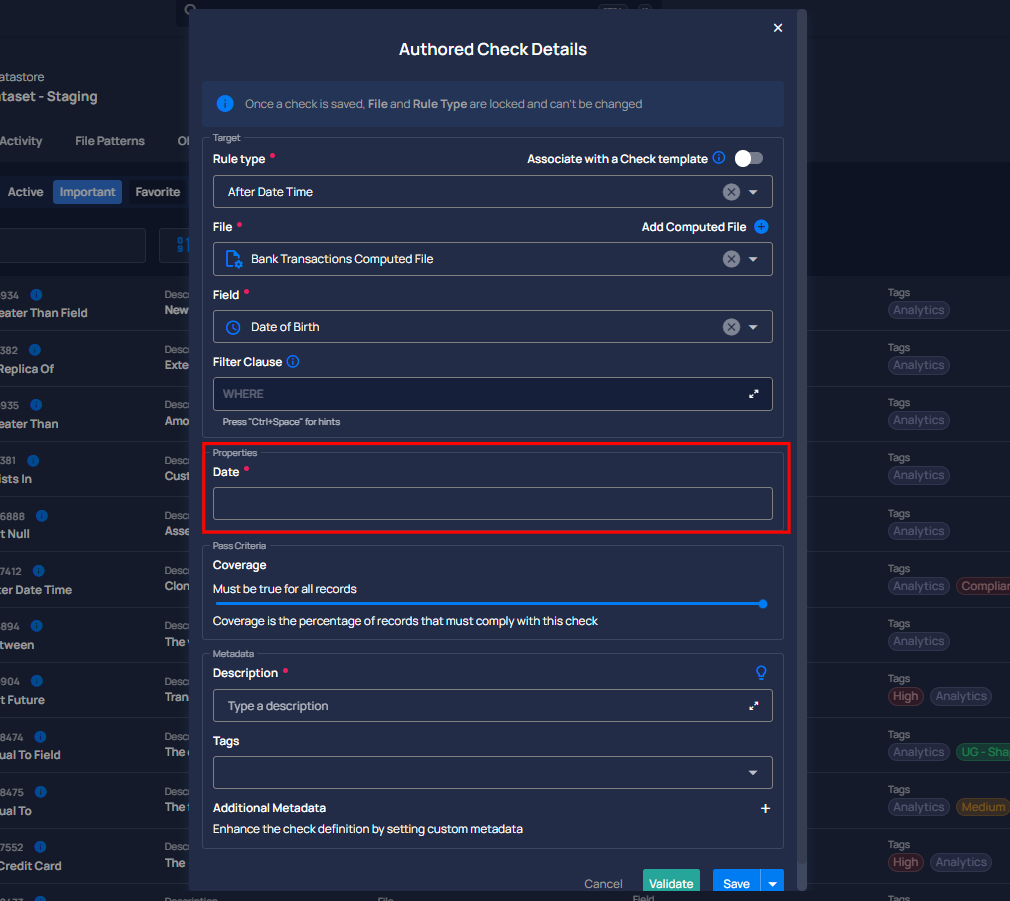 Authored Check Details
Once a check is saved, File and Rule Type are locked and can't be changed
Target
Rule type *
Associate with a Check template
After Date Time
File *
Add Computed File
Bank Transactions Computed File
Field *
Date of Birth
Filter Clause
WHERE
Press "Ctrl+Space" for hints
Properties
Date *
Pass Criteria
Coverage
Must be true for all records
Coverage is the percentage of records that must comply with this check
Metadata
Description *
Type a description
Tags
Additional Metadata
Enhance the check definition by setting custom metadata
Cancel
Validate
Save
atastore
taset - Staging
Activity
File Patterns
Active
Important
Favorite
934
eater Than Field
Desc
New
Tags
Analytics
382
Replica Of
Desc
Exte
Tags
Analytics
935
eater Than
Desc
Amo
Tags
Analytics
381
ists In
Desc
Cust
Tags
Analytics
6888
t Null
Desc
Asse
Tags
Analytics
7412
ter Date Time
Desc
Clon
Tags
Analytics
Complian
894
tween
Desc
The
Tags
Analytics
904
t Future
Desc
Tran
Tags
High
Analytics
8474
ual To Field
Desc
The
Tags
Analytics
UG - Sha
8475
ual To
Desc
The
Tags
Analytics
Medium
7552
Credit Card
Desc
The
Tags
High
Analytics
Description
File
Field
Tags